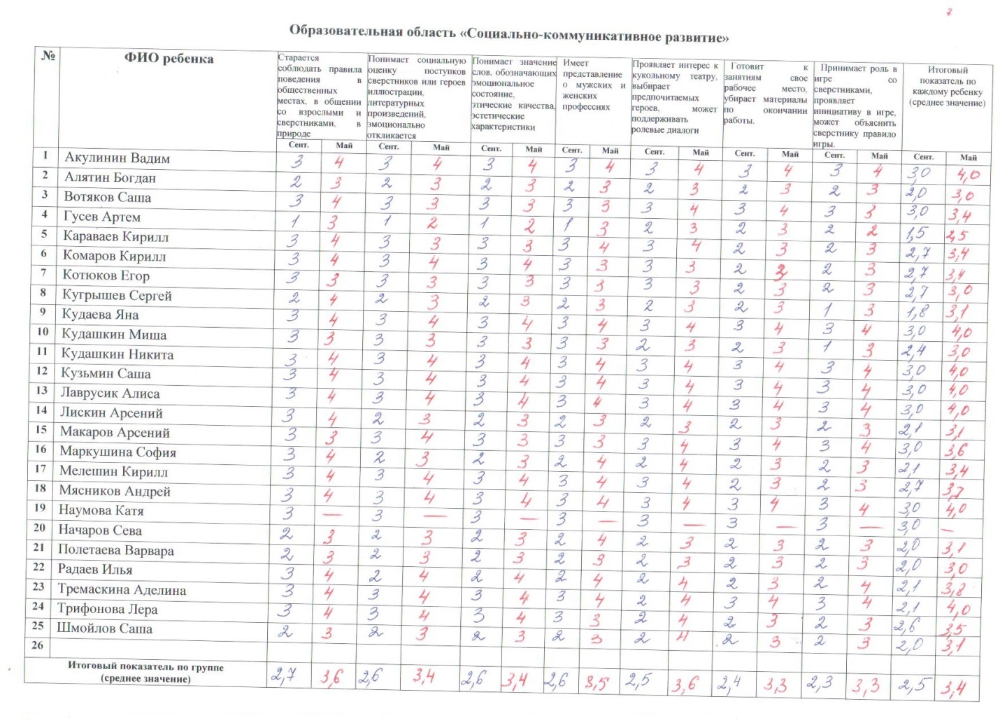 7
Образовательная область «Социально-коммуникативное развитие»
№ ФИО ребенка
Старается соблюдать правила поведения в общественных местах, в общении со взрослыми и сверстниками, в природе
Понимает социальную оценку поступков сверстников или героев иллюстрации, литературных произведений, эмоционально откликается
Понимает значение слов, обозначающих эмоциональное состояние, этические качества, эстетические характеристики
Имеет представление о мужских и женских профессиях
Проявляет интерес к кукольному театру, выбирает предпочитаемых героев, может поддерживать ролевые диалоги
Готовит к занятиям свое рабочее место, убирает материалы по окончании работы.
Принимает роль в игре со сверстниками, проявляет инициативу в игре, может объяснить сверстнику правило игры.
Итоговый показатель по каждому ребенку (среднее значение)
Сент. Май Сент. Май Сент. Май Сент. Май Сент. Май Сент. Май Сент. Май Сент. Май
1 Акулинин Вадим 3 4 3 4 3 4 3 4 3 4 3 4 3 4 3,0 4,0
2 Алятин Богдан 2 3 2 3 2 3 2 3 2 3 2 3 2 3 2,0 3,0
3 Вотяков Саша 3 4 3 3 3 3 3 3 3 4 3 4 3 3 3,0 3,4
4 Гусев Артем 1 3 1 2 1 2 1 3 2 3 2 3 2 2 1,5 2,5
5 Караваев Кирилл 3 4 3 3 3 3 3 4 3 4 2 3 2 3 2,7 3,4
6 Комаров Кирилл 3 4 3 4 3 4 3 3 3 3 2 3 2 3 2,7 3,4
7 Котюков Егор 3 3 3 3 3 3 3 3 3 3 2 3 2 3 2,7 3,0
8 Кугрышев Сергей 2 4 2 3 2 3 2 3 2 3 2 3 1 3 1,8 3,1
9 Кудаева Яна 3 4 3 4 3 4 3 4 3 4 3 4 3 4 3,0 4,0
10 Кудашкин Миша 3 3 3 3 3 3 3 3 2 3 2 3 1 3 2,4 3,0
11 Кудашкин Никита 3 4 3 4 3 4 3 4 3 4 3 4 3 4 3,0 4,0
12 Кузьмин Саша 3 4 3 4 3 4 3 4 3 4 3 4 3 4 3,0 4,0
13 Лаврусик Алиса 3 4 3 4 3 4 3 4 3 4 3 4 3 4 3,0 4,0
14 Лискин Арсений 3 4 2 3 2 3 2 3 2 3 2 3 2 3 2,1 3,1
15 Макаров Арсений 3 3 3 4 3 3 3 3 3 4 3 4 3 4 3,0 3,6
16 Маркушина София 3 4 2 3 2 3 2 4 2 4 2 3 2 3 2,1 3,4
17 Мелешин Кирилл 3 4 3 4 3 4 3 4 3 4 2 3 2 3 2,7 3,7
18 Мясников Андрей 3 4 3 4 3 4 3 4 3 4 3 4 3 4 3,0 4,0
19 Наумова Катя 3 — 3 — 3 — 3 — 3 — 3 — 3 — 3,0 —
20 Начаров Сева 2 3 2 3 2 3 2 4 2 3 2 3 2 3 2,0 3,1
21 Полетаева Варвара 2 3 2 3 2 3 2 3 2 3 2 3 2 3 2,0 3,0
22 Радаев Илья 3 4 2 4 2 4 2 4 2 4 2 3 2 4 2,1 3,8
23 Тремаскина Аделина 3 4 3 4 3 4 3 4 2 4 3 4 3 4 2,1 4,0
24 Трифонова Лера 3 4 3 4 3 4 3 3 2 4 2 3 2 3 2,6 3,5
25 Шмойлов Саша 2 3 2 3 2 3 2 3 2 4 2 3 2 3 2,0 3,1
26
Итоговый показатель по группе
(среднее значение) 2,7 3,6 2,6 3,4 2,6 3,4 2,6 3,5 2,5 3,6 2,4 3,3 2,3 3,3 2,5 3,4